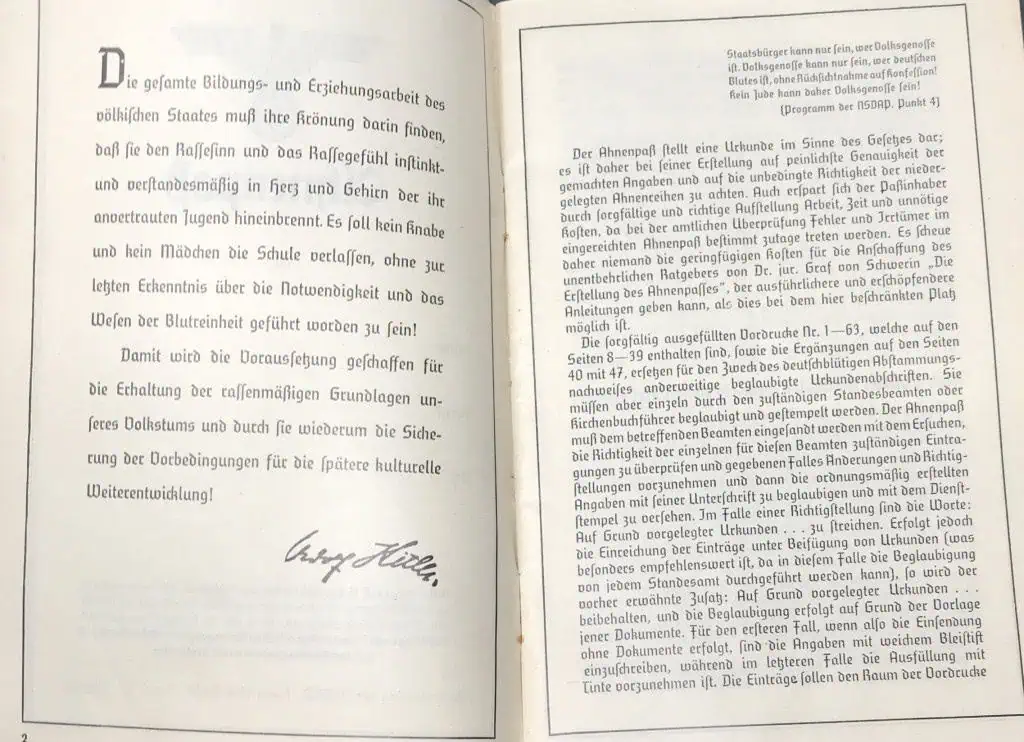 Die gesamte Bildungs- und Erziehungsarbeit des
völkischen Staates muß ihre Krönung darin finden,
daß sie den Rassesinn und das Rassegefühl instinkt-
und verstandesmäßig in Herz und Gehirn der ihr
anvertrauten Jugend hineinbrennt. Es soll kein Knabe
und kein Mädchen die Schule verlassen, ohne zur
letzten Erkenntnis über die Notwendigkeit und das
Wesen der Blutreinheit geführt worden zu sein!
Damit wird die Voraussetzung geschaffen für
die Erhaltung der rassenmäßigen Grundlagen un-
seres Volkstums und durch sie wiederum die Siche-
rung der Vorbedingungen für die spätere kulturelle
Weiterentwicklung!
Adolf Hitler.
2
Staatsbürger kann nur sein, wer Volksgenosse
ist. Volksgenosse kann nur sein, wer deutschen
Blutes ist, ohne Rücksichtnahme auf Konfession!
Kein Jude kann daher Volksgenosse sein!
(Programm der NSDAP. Punkt 4)
Der Ahnenpaß stellt eine Urkunde im Sinne des Gesetzes dar;
es ist daher bei seiner Erstellung auf peinlichste Genauigkeit der
gemachten Angaben und auf die unbedingte Richtigkeit der nieder-
gelegten Ahnenreihen zu achten. Auch erspart sich der Paßinhaber
durch sorgfältige und richtige Aufstellung Arbeit, Zeit und unnötige
Kosten, da bei der amtlichen Überprüfung Fehler und Irrtümer im
eingereichten Ahnenpaß bestimmt zutage treten werden. Es scheue
daher niemand die geringfügigen Kosten für die Anschaffung des
unentbehrlichen Ratgebers von Dr. jur. Graf von Schwerin „Die
Erstellung des Ahnenpasses“, der ausführlichere und erschöpfendere
Anleitungen geben kann, als dies bei dem hier beschränkten Platz
möglich ist.
Die sorgfältig ausgefüllten Vordrucke Nr. 1—63, welche auf den
Seiten 8—39 enthalten sind, sowie die Ergänzungen auf den Seiten
40 mit 47, ersetzen für den Zweck des deutschblütigen Abstammungs-
nachweises anderweitige beglaubigte Urkundenabschriften. Sie
müssen aber einzeln durch den zuständigen Standesbeamten oder
Kirchenbuchführer beglaubigt und gestempelt werden. Der Ahnenpaß
muß dem betreffenden Beamten eingesandt werden mit dem Ersuchen,
die Richtigkeit der einzelnen für diesen Beamten zuständigen Eintra-
gungen zu überprüfen und gegebenen Falles Änderungen und Richtig-
stellungen vorzunehmen und dann die ordnungsmäßig erstellten
Angaben mit seiner Unterschrift zu beglaubigen und mit dem Dienst-
stempel zu versehen. Im Falle einer Richtigstellung sind die Worte:
Auf Grund vorgelegter Urkunden . . . zu streichen. Erfolgt jedoch
die Einreichung der Einträge unter Beifügung von Urkunden (was
besonders empfehlenswert ist, da in diesem Falle die Beglaubigung
von jedem Standesamt durchgeführt werden kann), so wird der
vorher erwähnte Zusatz: Auf Grund vorgelegter Urkunden . . .
beibehalten, und die Beglaubigung erfolgt auf Grund der Vorlage
jener Dokumente. Für den ersteren Fall, wenn also die Einsendung
ohne Dokumente erfolgt, sind die Angaben mit weichem Bleistift
einzuschreiben, während im letzteren Falle die Ausfüllung mit
Tinte vorzunehmen ist. Die Einträge sollen den Raum der Vordrucke